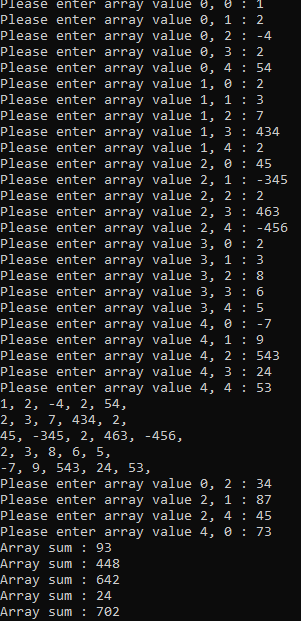 Please enter array value 0, 0 : 1
Please enter array value 0, 1 : 2
Please enter array value 0, 2 : -4
Please enter array value 0, 3 : 2
Please enter array value 0, 4 : 54
Please enter array value 1, 0 : 2
Please enter array value 1, 1 : 3
Please enter array value 1, 2 : 7
Please enter array value 1, 3 : 434
Please enter array value 1, 4 : 2
Please enter array value 2, 0 : 45
Please enter array value 2, 1 : -345
Please enter array value 2, 2 : 2
Please enter array value 2, 3 : 463
Please enter array value 2, 4 : -456
Please enter array value 3, 0 : 2
Please enter array value 3, 1 : 3
Please enter array value 3, 2 : 8
Please enter array value 3, 3 : 6
Please enter array value 3, 4 : 5
Please enter array value 4, 0 : -7
Please enter array value 4, 1 : 9
Please enter array value 4, 2 : 543
Please enter array value 4, 3 : 24
Please enter array value 4, 4 : 53
1, 2, -4, 2, 54,
2, 3, 7, 434, 2,
45, -345, 2, 463, -456,
2, 3, 8, 6, 5,
-7, 9, 543, 24, 53,
Please enter array value 0, 2 : 34
Please enter array value 2, 1 : 87
Please enter array value 2, 4 : 45
Please enter array value 4, 0 : 73
Array sum : 93
Array sum : 448
Array sum : 642
Array sum : 24
Array sum : 702